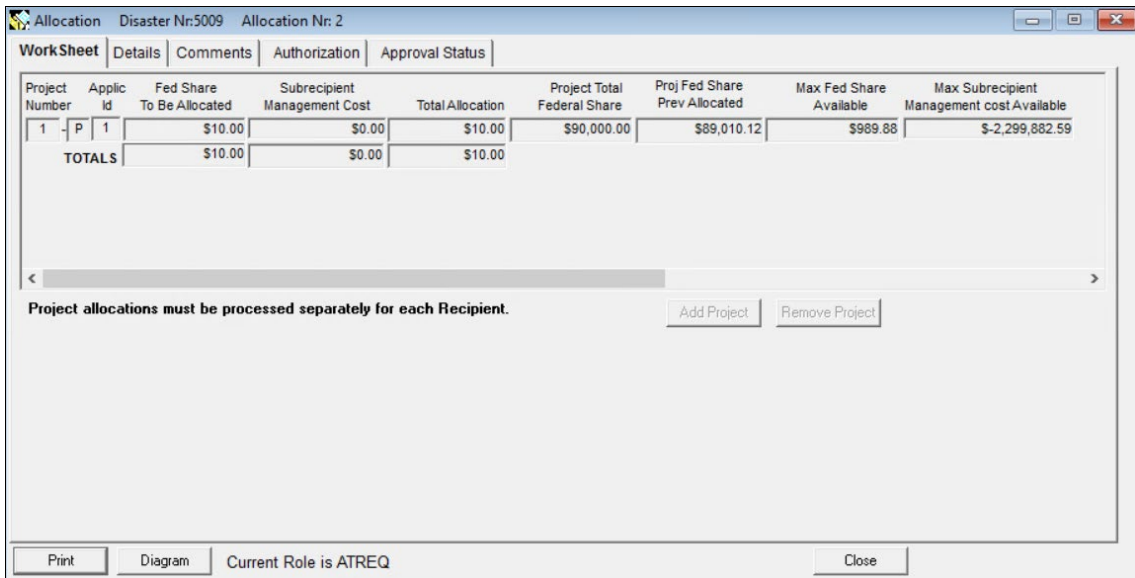 Allocation Disaster Nr:5009 Allocation Nr: 2
WorkSheet Details Comments Authorization Approval Status
Project Number Applic Id Fed Share To Be Allocated Subrecipient Management Cost Total Allocation Project Total Federal Share Proj Fed Share Prev Allocated Max Fed Share Available Max Subrecipient Management cost Available
1 - P 1 $10.00 $0.00 $10.00 $90,000.00 $89,010.12 $989.88 $-2,299,882.59
TOTALS $10.00 $0.00 $10.00
Project allocations must be processed separately for each Recipient. Add Project Remove Project
Print Diagram Current Role is ATREQ Close